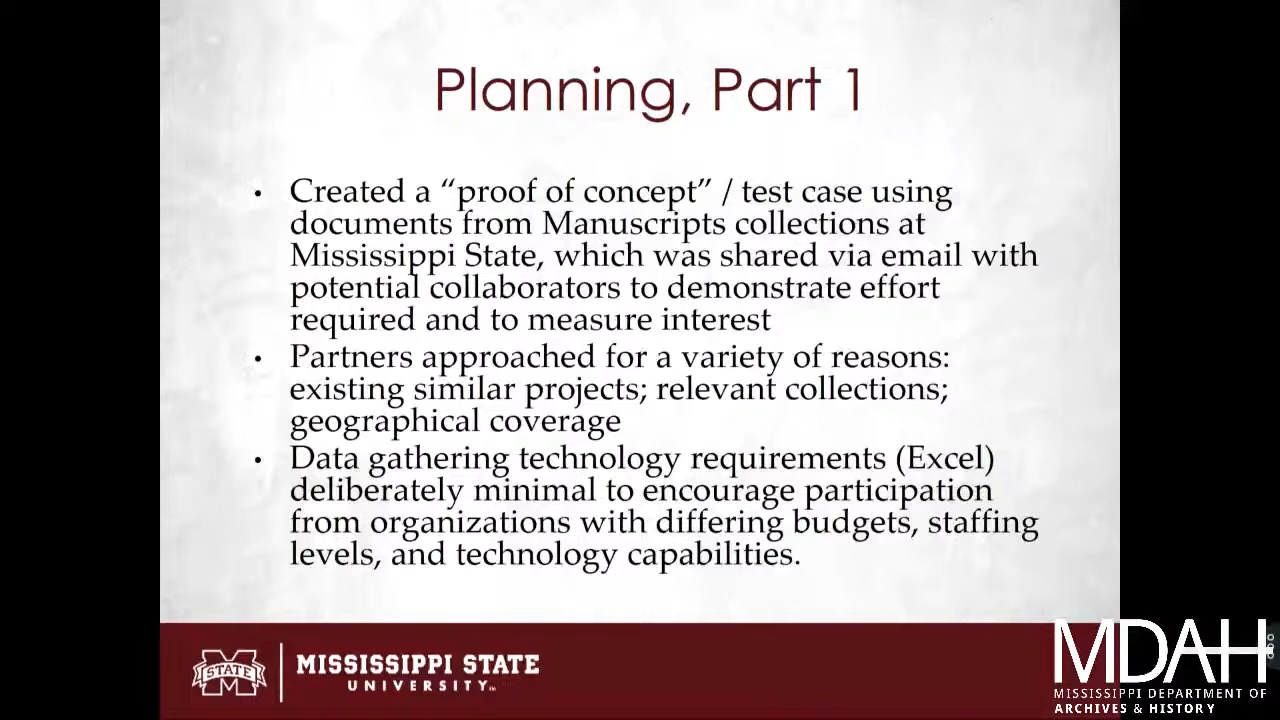 Planning, Part 1
• Created a “proof of concept” / test case using
documents from Manuscripts collections at
Mississippi State, which was shared via email with
potential collaborators to demonstrate effort
required and to measure interest
• Partners approached for a variety of reasons:
existing similar projects; relevant collections;
geographical coverage
• Data gathering technology requirements (Excel)
deliberately minimal to encourage participation
from organizations with differing budgets, staffing
levels, and technology capabilities.
STATE
MISSISSIPPI STATE
UNIVERSITY™
MDAH
MISSISSIPPI DEPARTMENT OF
ARCHIVES & HISTORY